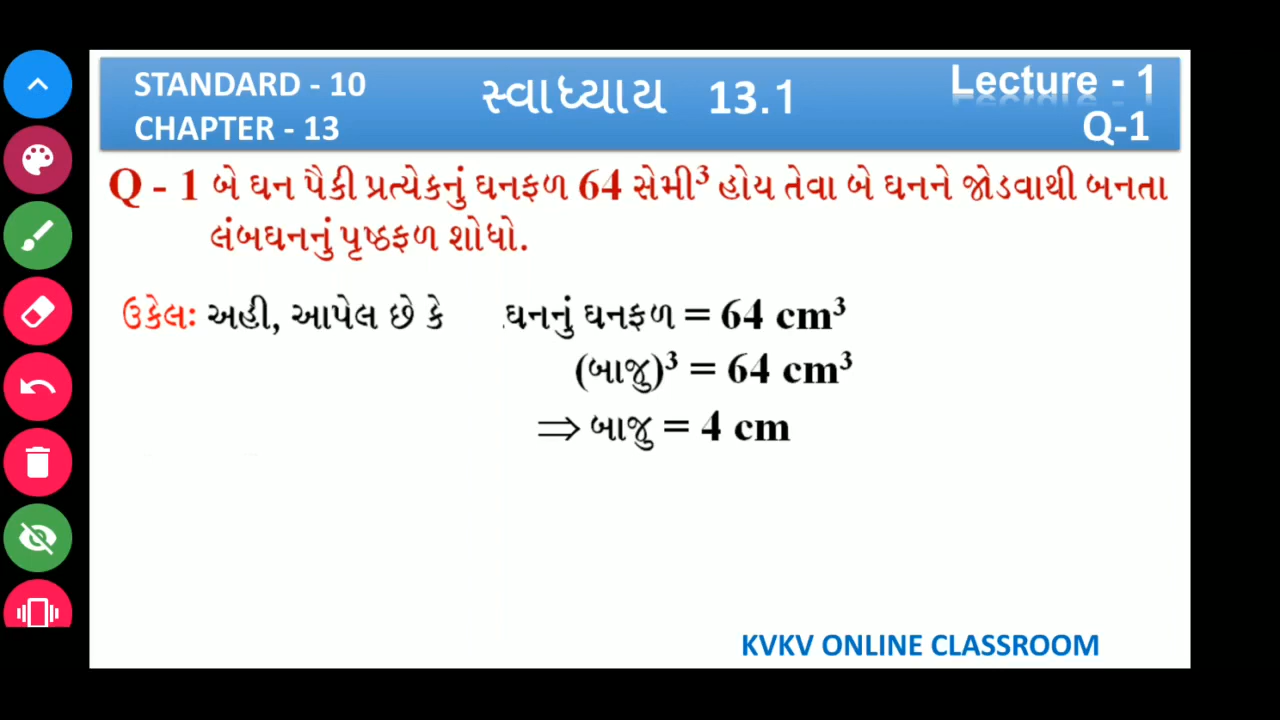 STANDARD - 10
CHAPTER - 13
સ્વાધ્યાય 13.1
Lecture - 1
Q-1
Q - 1 બે ઘન પૈકી પ્રત્યેકનું ઘનફળ 64 સેમી³ હોય તેવા બે ઘનને જોડવાથી બનતા
લંબઘનનું પૃષ્ઠફળ શોધો.
ઉકેલઃ અહી, આપેલ છે કે ઘનનું ઘનફળ = 64 cm³
(બાજુ)³ = 64 cm³
⇒ બાજુ = 4 cm
KVKV ONLINE CLASSROOM